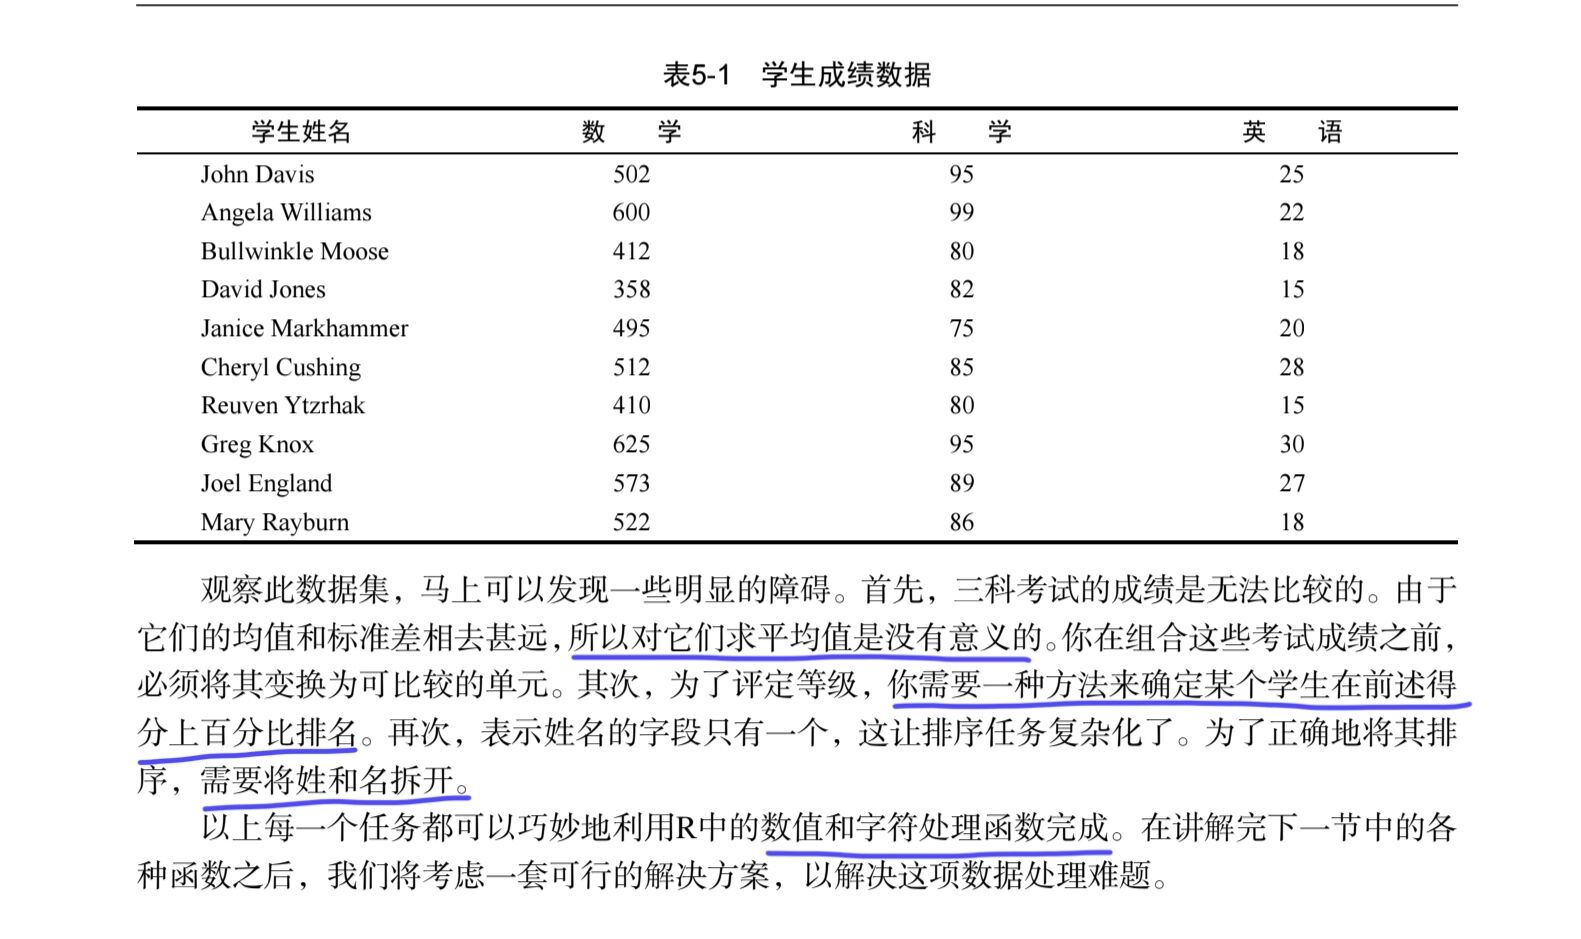 表5-1 学生成绩数据
学生姓名 数 学 科 学 英 语
John Davis 502 95 25
Angela Williams 600 99 22
Bullwinkle Moose 412 80 18
David Jones 358 82 15
Janice Markhammer 495 75 20
Cheryl Cushing 512 85 28
Reuven Ytzrhak 410 80 15
Greg Knox 625 95 30
Joel England 573 89 27
Mary Rayburn 522 86 18
观察此数据集，马上可以发现一些明显的障碍。首先，三科考试的成绩是无法比较的。由于
它们的均值和标准差相去甚远，所以对它们求平均值是没有意义的。你在组合这些考试成绩之前，
必须将其变换为可比较的单元。其次，为了评定等级，你需要一种方法来确定某个学生在前述得
分上百分比排名。再次，表示姓名的字段只有一个，这让排序任务复杂化了。为了正确地将其排
序，需要将姓和名拆开。
以上每一个任务都可以巧妙地利用R中的数值和字符处理函数完成。在讲解完下一节中的各
种函数之后，我们将考虑一套可行的解决方案，以解决这项数据处理难题。